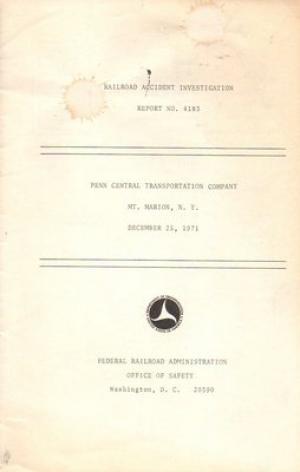 RAILROAD ACCIDENT INVESTIGATION
REPORT NO. 4185
PENN CENTRAL TRANSPORTATION COMPANY
MT. MARION, N. Y.
DECEMBER 25, 1971
FEDERAL RAILROAD ADMINISTRATION
OFFICE OF SAFETY
Washington, D. C. 20590